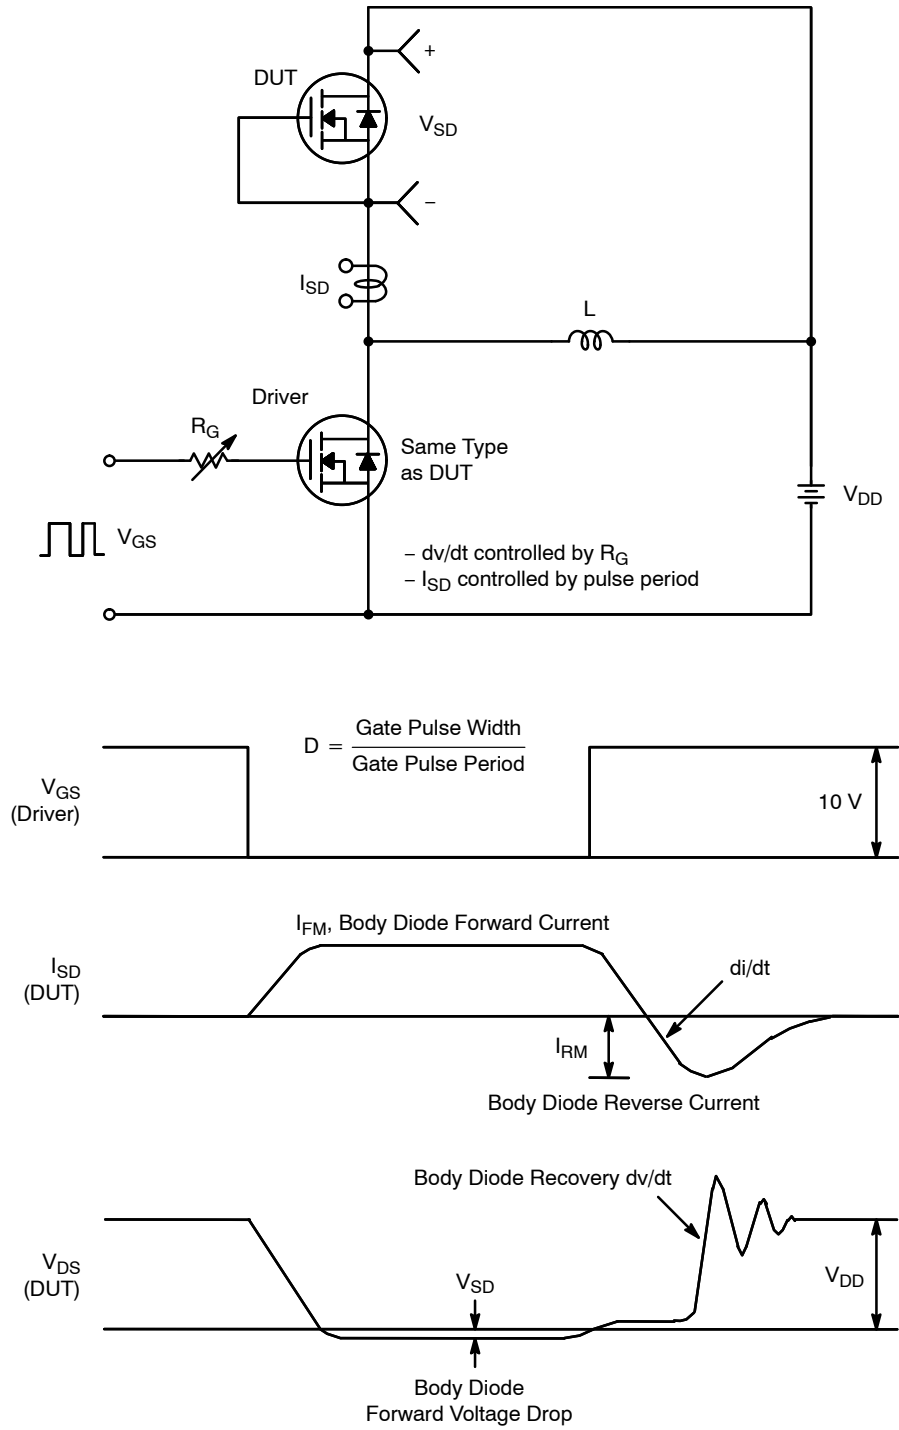 +
DUT
V_SD
−
I_SD
L
Driver
R_G
Same Type
as DUT
V_DD
V_GS
− dv/dt controlled by R_G
− I_SD controlled by pulse period
D = Gate Pulse Width
Gate Pulse Period
V_GS
(Driver)
10 V
I_FM, Body Diode Forward Current
I_SD
(DUT)
di/dt
I_RM
Body Diode Reverse Current
Body Diode Recovery dv/dt
V_DS
(DUT)
V_SD
V_DD
Body Diode
Forward Voltage Drop